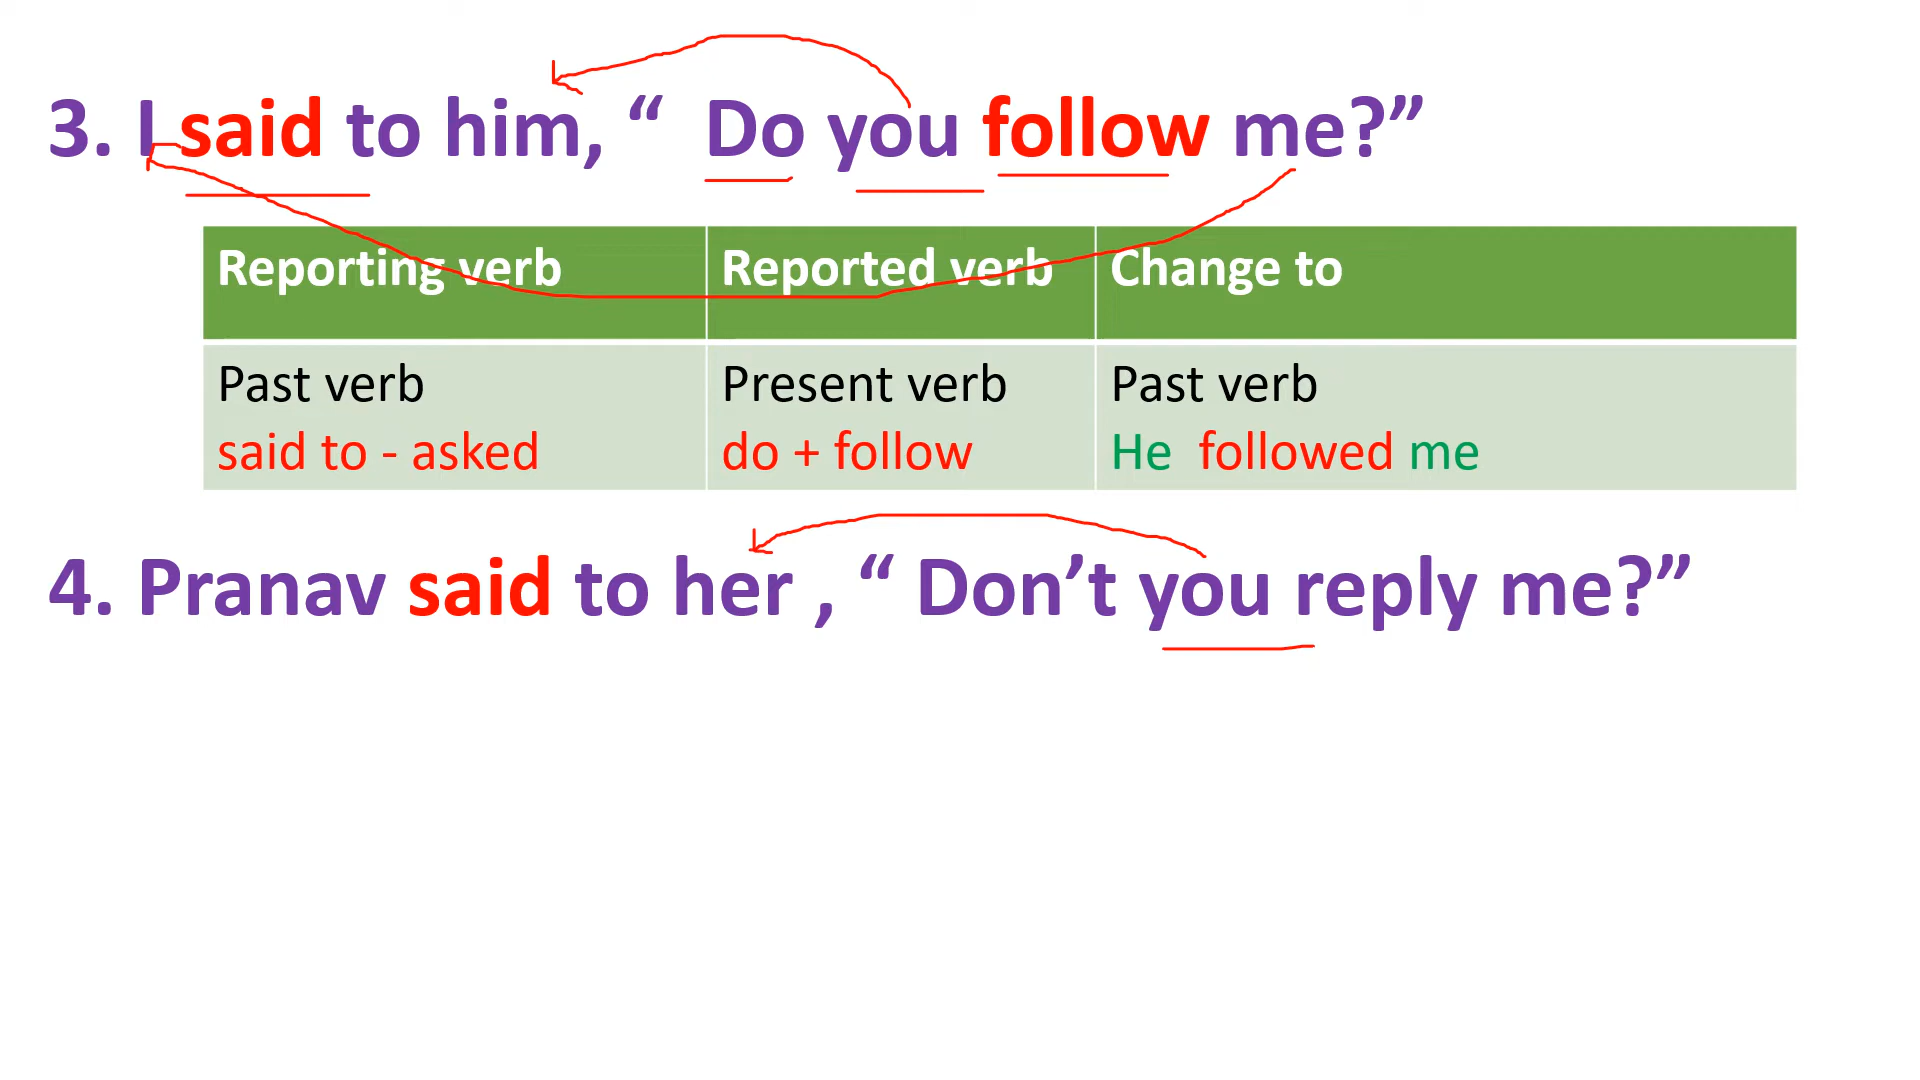 3. I said to him, “ Do you follow me?”
Reporting verb Reported verb Change to
Past verb Present verb Past verb
said to - asked do + follow He followed me
4. Pranav said to her , “ Don’t you reply me?”